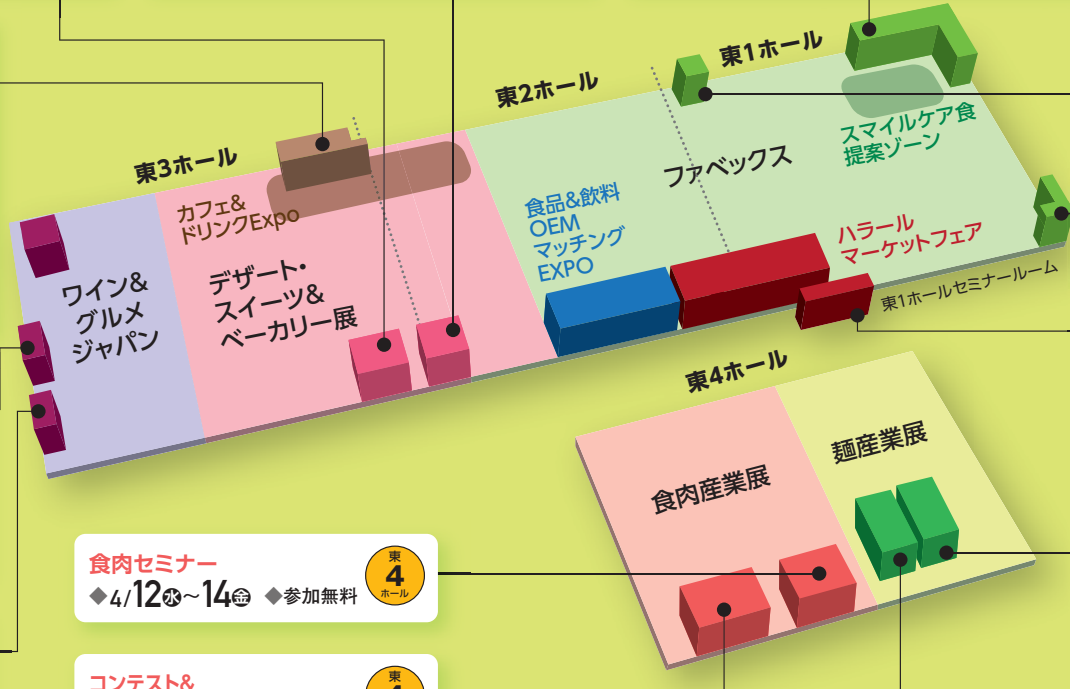 東1ホール
東2ホール
東3ホール
スマイルケア食
提案ゾーン
ファベックス
食品&飲料
OEM
マッチング
EXPO
カフェ&
ドリンクExpo
デザート・
スイーツ&
ベーカリー展
ワイン&
グルメ
ジャパン
ハラール
マーケットフェア
東1ホールセミナールーム
東4ホール
麺産業展
食肉産業展
食肉セミナー
◆4/12水～14金 ◆参加無料
東
4
ホール
コンテスト&
東